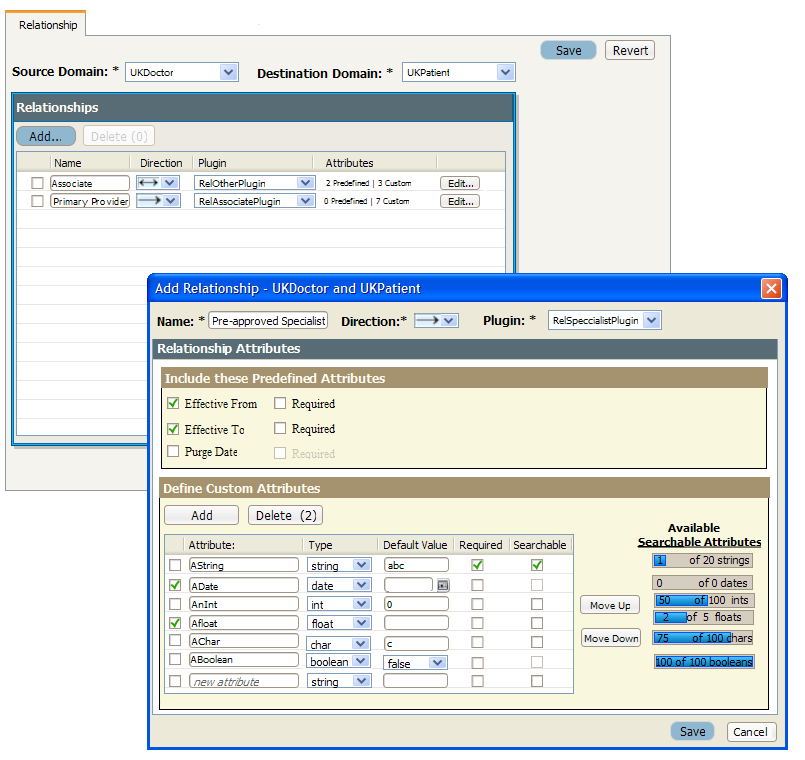 Relationship
Save Revert
Source Domain: * UKDoctor Destination Domain: * UKPatient
Relationships
Add... Delete (0)
Name Direction Plugin Attributes
Associate RelOtherPlugin 2 Predefined | 3 Custom Edit...
Primary Provider RelAssociatePlugin 0 Predefined | 7 Custom Edit...
Add Relationship - UKDoctor and UKPatient
Name: * Pre-approved Specialist Direction:* Plugin: * RelSpeccialistPlugin
Relationship Attributes
Include these Predefined Attributes
Effective From Required
Effective To Required
Purge Date Required
Define Custom Attributes
Add Delete (2)
Attribute: Type Default Value Required Searchable
AString string abc
ADate date
AnInt int 0
Afloat float
AChar char c
ABoolean boolean false
new attribute string
Move Up
Move Down
Available
Searchable Attributes
1 of 20 strings
0 of 0 dates
50 of 100 ints
2 of 5 floats
75 of 100 chars
100 of 100 booleans
Save Cancel